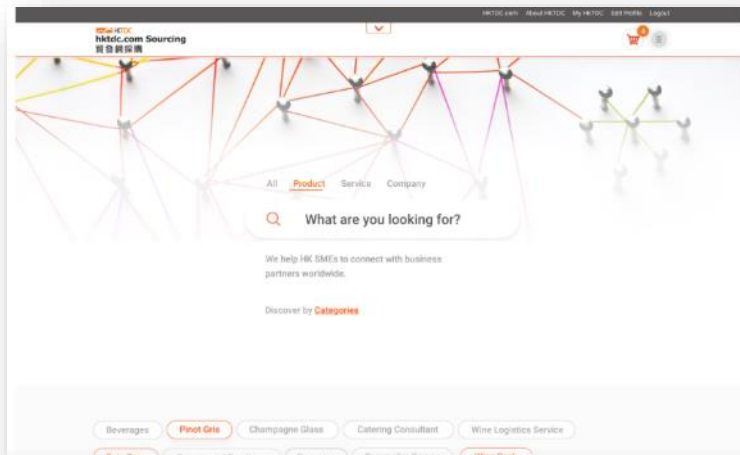 HKTDC.com About HKTDC My HKTDC Edit Profile Logout
hktdc.com Sourcing
貿發網採購
All Product Service Company
What are you looking for?
We help HK SMEs to connect with business
partners worldwide.
Discover by Categories
Beverages Pinot Gris Champagne Glass Catering Consultant Wine Logistics Service